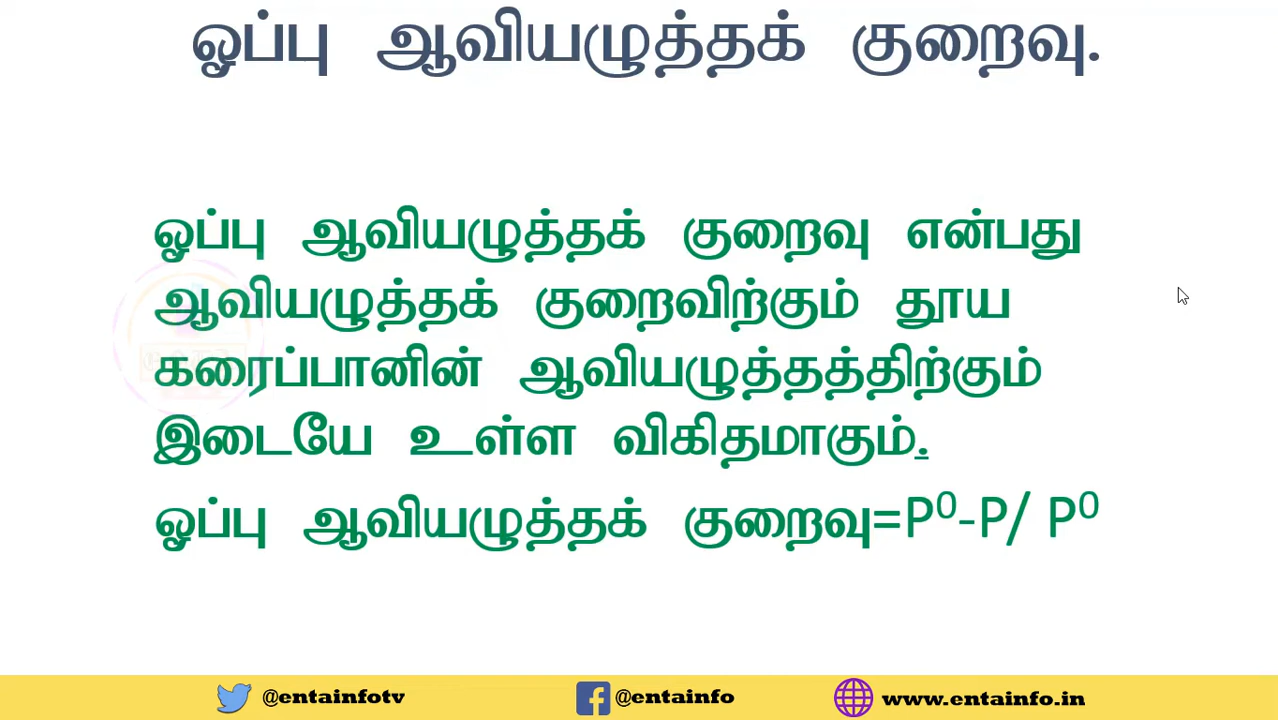 ஒப்பு ஆவியழுத்தக் குறைவு.
ஒப்பு ஆவியழுத்தக் குறைவு என்பது
ஆவியழுத்தக் குறைவிற்கும் தூய
கரைப்பானின் ஆவியழுத்தத்திற்கும்
இடையே உள்ள விகிதமாகும்.
ஒப்பு ஆவியழுத்தக் குறைவு=P⁰-P/ P⁰
@entainfotv @entainfo www.entainfo.in